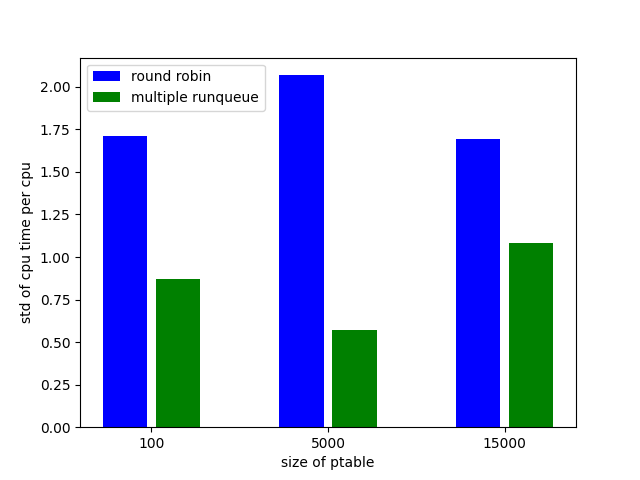 round robin
multiple runqueue
std of cpu time per cpu
2.00
1.75
1.50
1.25
1.00
0.75
0.50
0.25
0.00
100 5000 15000
size of ptable